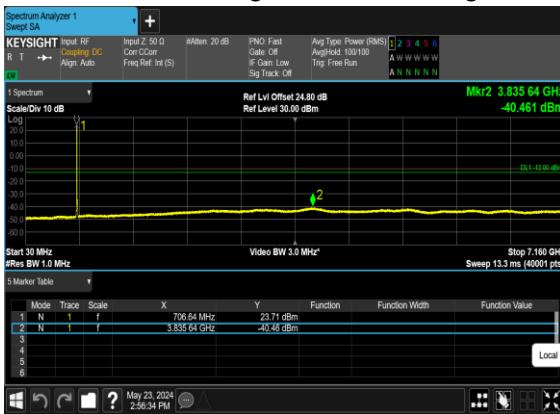 Spectrum Analyzer 1
Swept SA
KEYSIGHT Input: RF Input Z: 50 Ω #Atten: 20 dB PNO: Fast Avg Type: Power (RMS) 1 2 3 4 5 6
R T Coupling: DC Corr CCorr Gate: Off Avg|Hold: 100/100 A W W W W W
Align: Auto Freq Ref: Int (S) IF Gain: Low Trig: Free Run
Sig Track: Off A N N N N N
LV
1 Spectrum Ref Lvl Offset 24.80 dB Mkr2 3.835 64 GHz
Scale/Div 10 dB Ref Level 30.00 dBm -40.461 dBm
Log
20.0
10.0
0.00
-10.0
-20.0
-30.0
-40.0
-50.0
-60.0
1
2
DL1 -13.00 dBm
Start 30 MHz Video BW 3.0 MHz* Stop 7.160 GHz
#Res BW 1.0 MHz Sweep 13.3 ms (40001 pts)
5 Marker Table
Mode Trace Scale X Y Function Function Width Function Value
1 N 1 f 706.64 MHz 23.71 dBm
2 N 1 f 3.835 64 GHz -40.46 dBm
3
4
5
6
Local
? May 23, 2024
2:56:34 PM